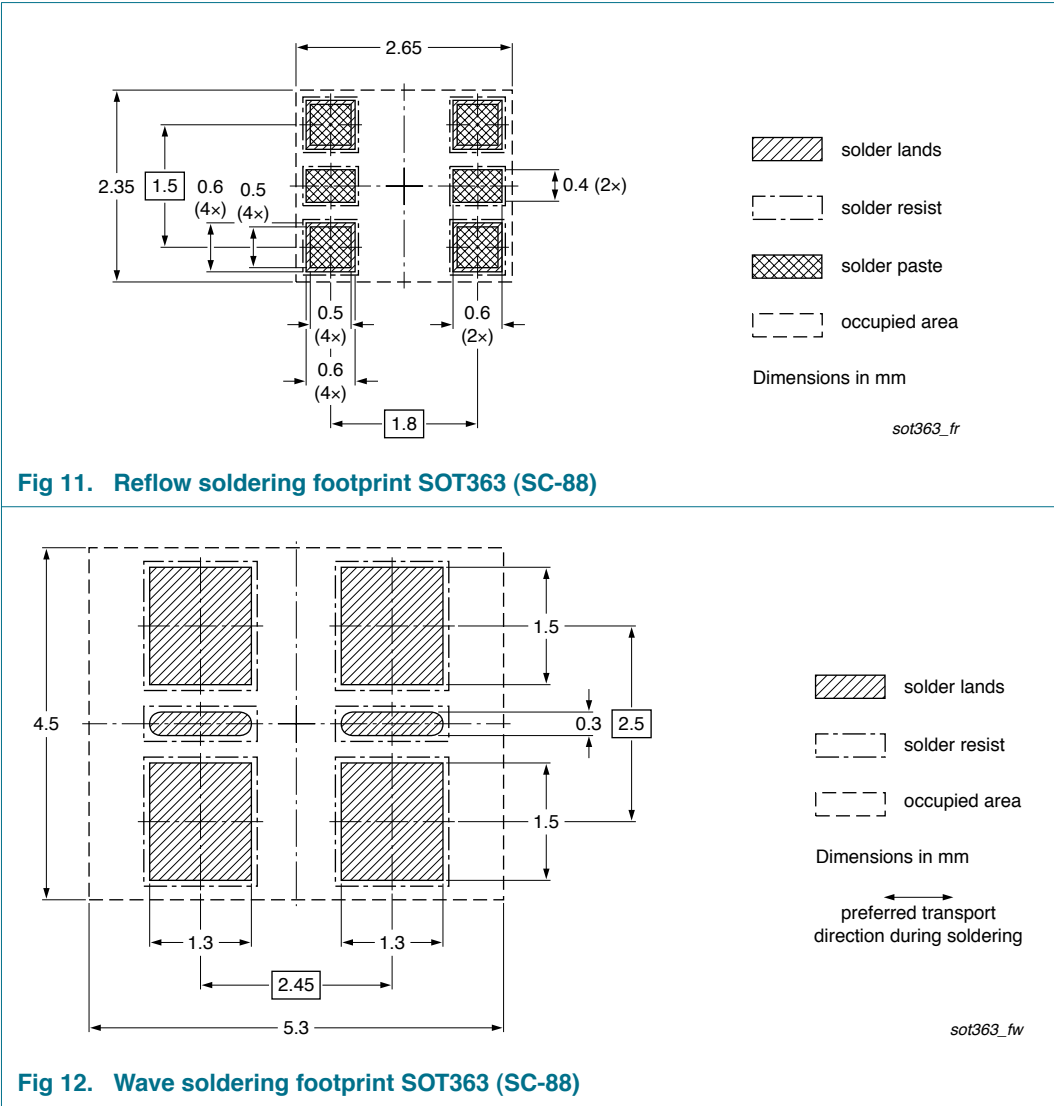 2.65
2.35
1.5
0.6
(4×)
0.5
(4×)
0.4 (2×)
0.5
(4×)
0.6
(2×)
0.6
(4×)
1.8
solder lands
solder resist
solder paste
occupied area
Dimensions in mm
sot363_fr
Fig 11. Reflow soldering footprint SOT363 (SC-88)
1.5
4.5
0.3
2.5
1.5
1.3
1.3
2.45
5.3
solder lands
solder resist
occupied area
Dimensions in mm
preferred transport
direction during soldering
sot363_fw
Fig 12. Wave soldering footprint SOT363 (SC-88)